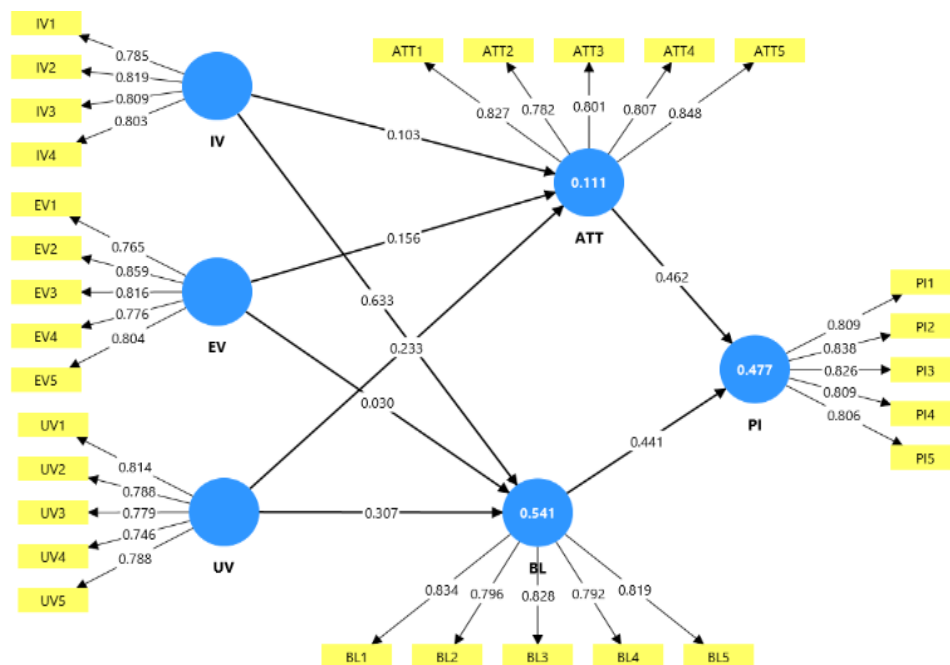 IV1
IV2
IV3
IV4
0.785
0.819
0.809
0.803
IV
ATT1
ATT2
ATT3
ATT4
ATT5
0.827
0.782
0.801
0.807
0.848
0.111
ATT
0.103
0.156
0.633
0.233
0.030
0.307
0.462
0.441
EV1
EV2
EV3
EV4
EV5
0.765
0.859
0.816
0.776
0.804
EV
UV1
UV2
UV3
UV4
UV5
0.814
0.788
0.779
0.746
0.788
UV
0.477
PI
0.809
0.838
0.826
0.809
0.806
PI1
PI2
PI3
PI4
PI5
0.541
BL
0.834
0.796
0.828
0.792
0.819
BL1
BL2
BL3
BL4
BL5